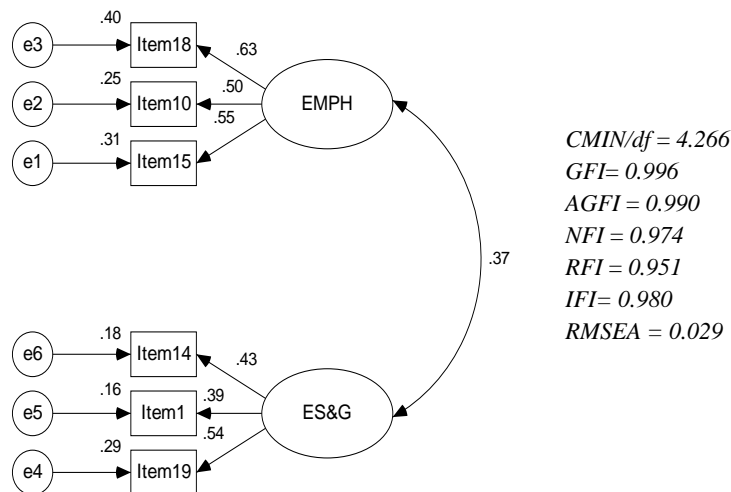 .40
e3 Item18
.63
.25
e2 Item10
.50
EMPH
.55
.31
e1 Item15
CMIN/df = 4.266
GFI= 0.996
AGFI = 0.990
NFI = 0.974
RFI = 0.951
IFI= 0.980
RMSEA = 0.029
.37
.18
e6 Item14
.43
.16
e5 Item1
.39
ES&G
.54
.29
e4 Item19